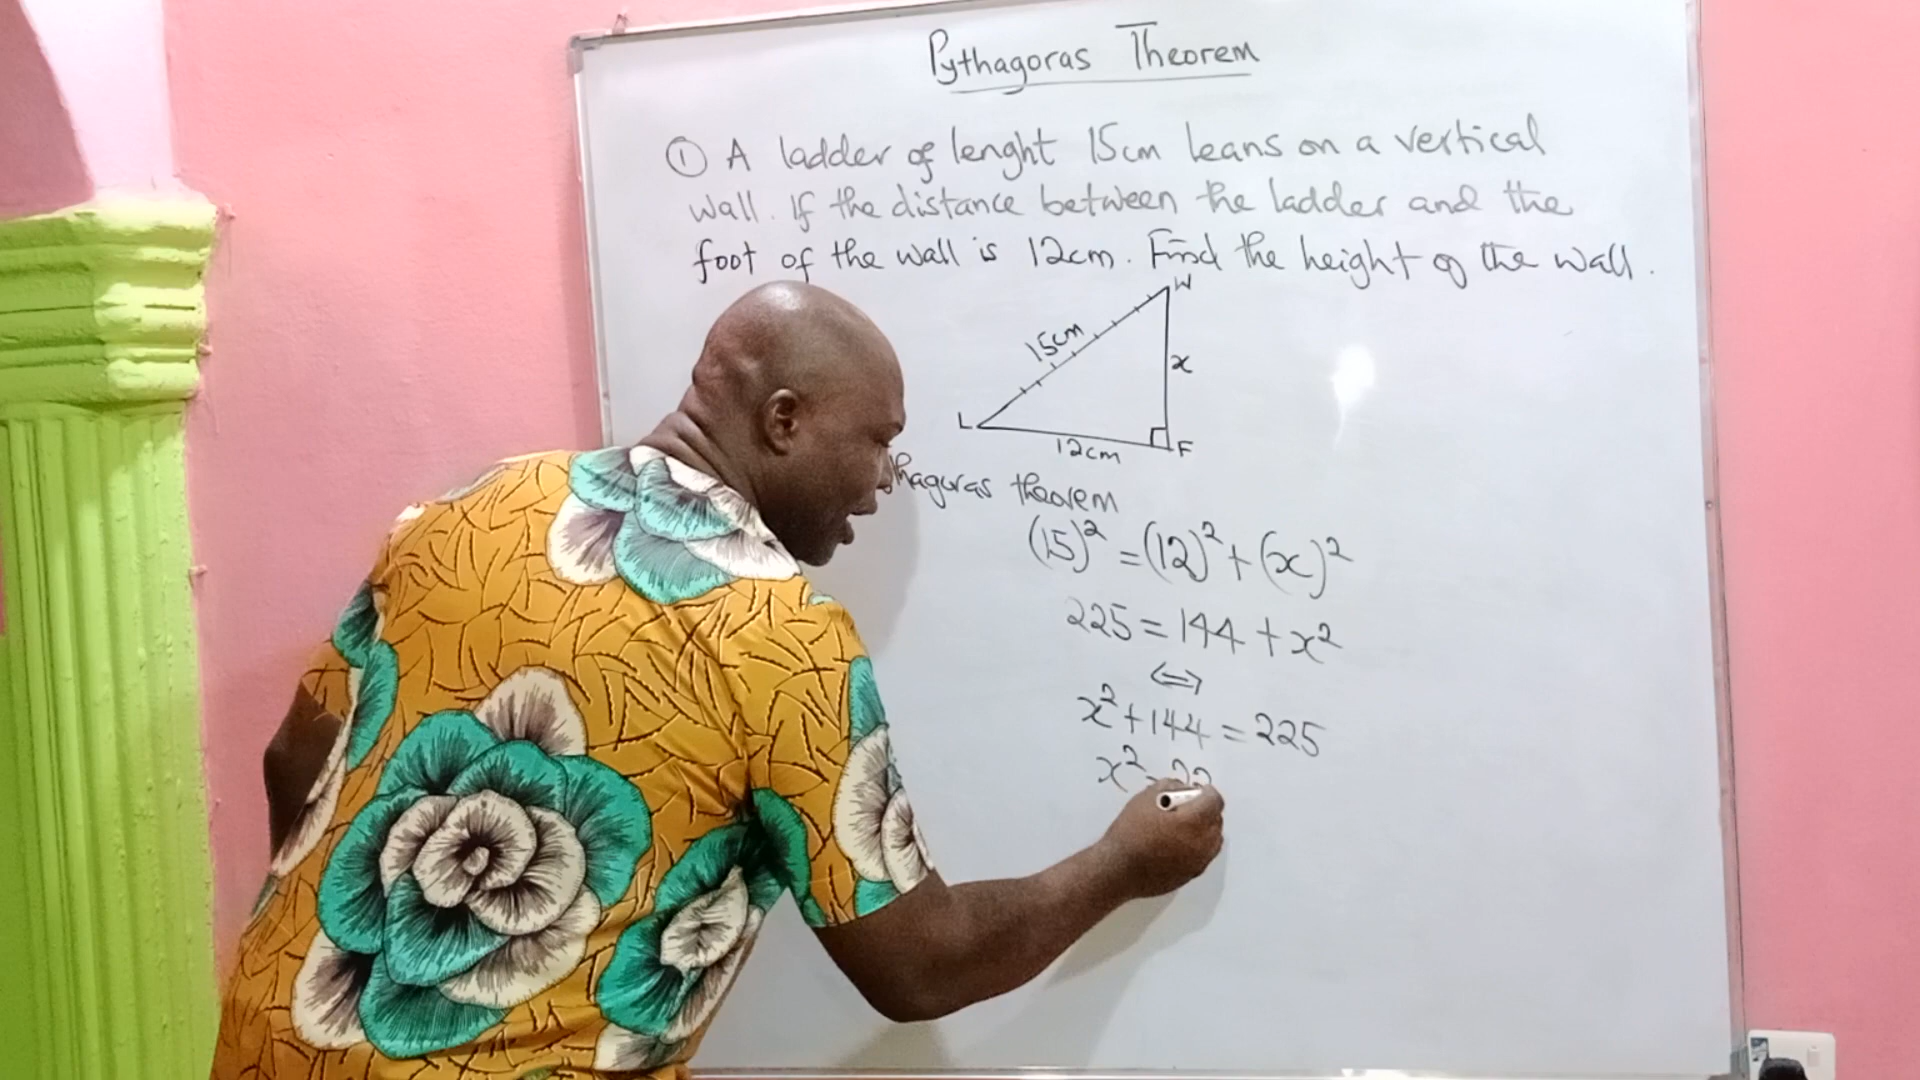 Pythagoras Theorem
① A ladder of lenght 15cm leans on a vertical
wall. If the distance between the ladder and the
foot of the wall is 12cm. Find the height of the wall.
W
15cm
x
L
12cm
F
theorem
(15)² = (12)² + (x)²
225 = 144 + x²
⇔
x² + 144 = 225
x² = 22